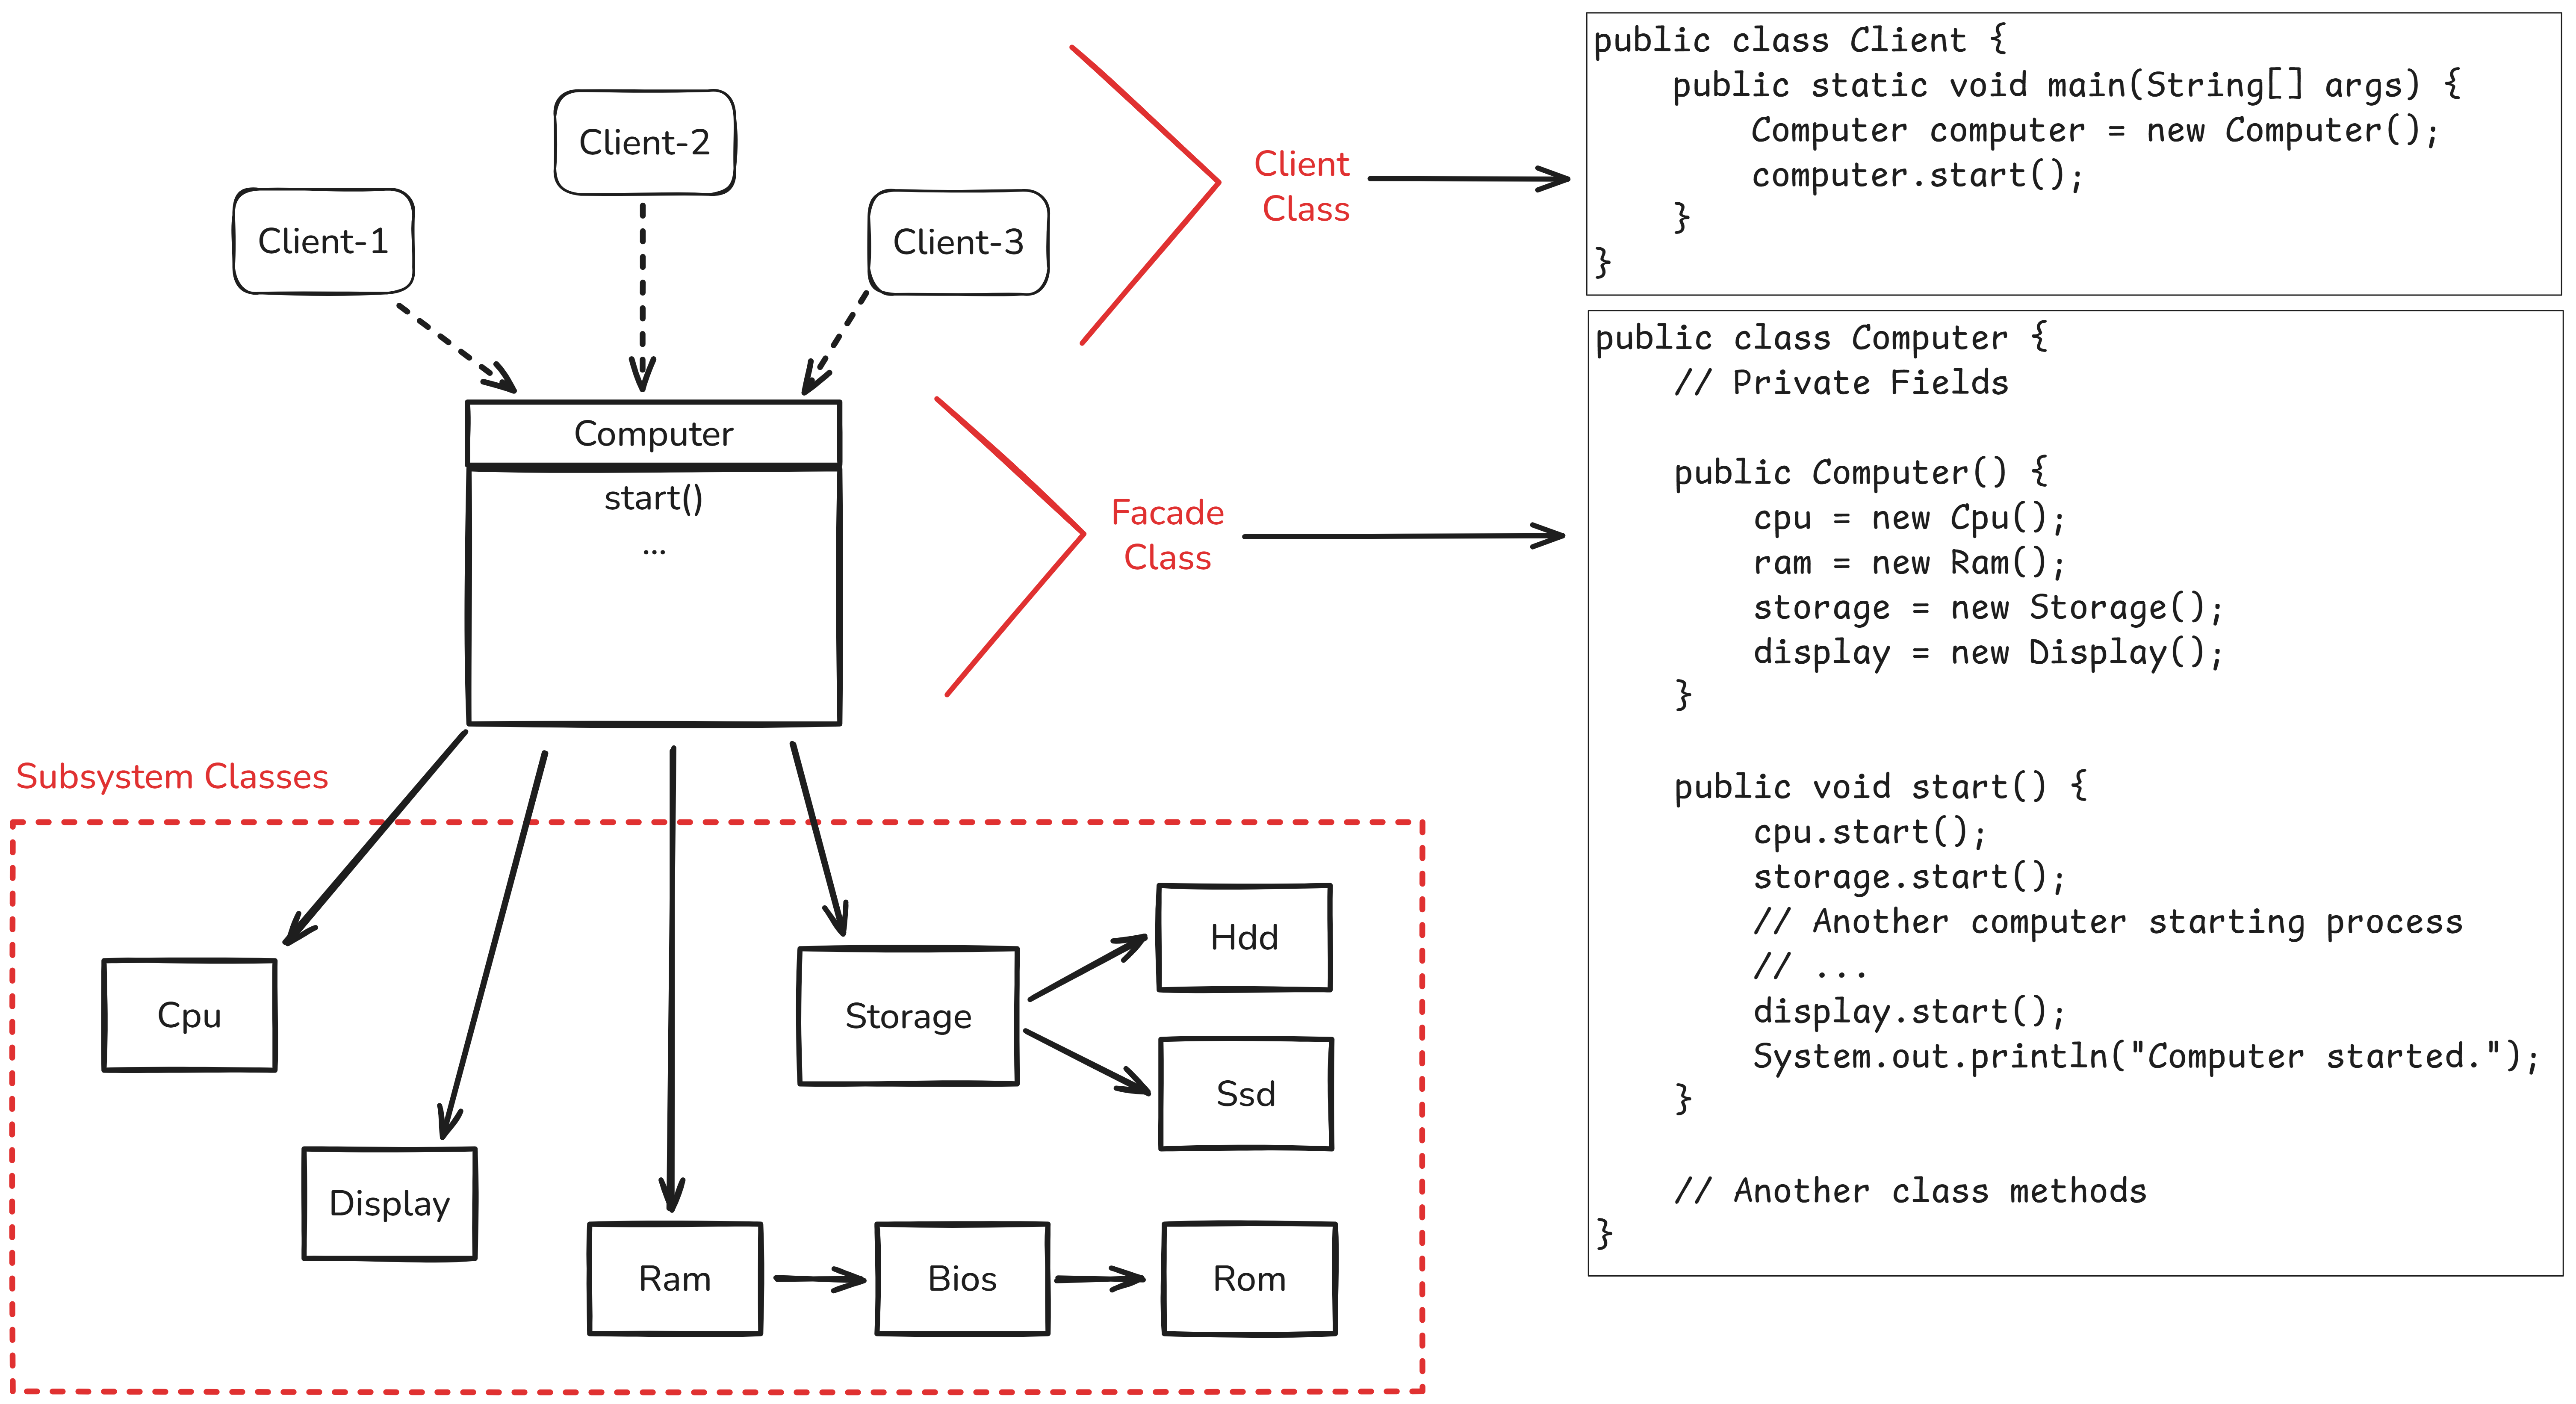 Client-1
Client-2
Client-3
Computer
start()
...
Client
Class
Facade
Class
Subsystem Classes
Cpu
Display
Ram
Bios
Rom
Storage
Hdd
Ssd
public class Client {
    public static void main(String[] args) {
        Computer computer = new Computer();
        computer.start();
    }
}
public class Computer {
    // Private Fields

    public Computer() {
        cpu = new Cpu();
        ram = new Ram();
        storage = new Storage();
        display = new Display();
    }

    public void start() {
        cpu.start();
        storage.start();
        // Another computer starting process
        // ...
        display.start();
        System.out.println("Computer started.");
    }

    // Another class methods
}